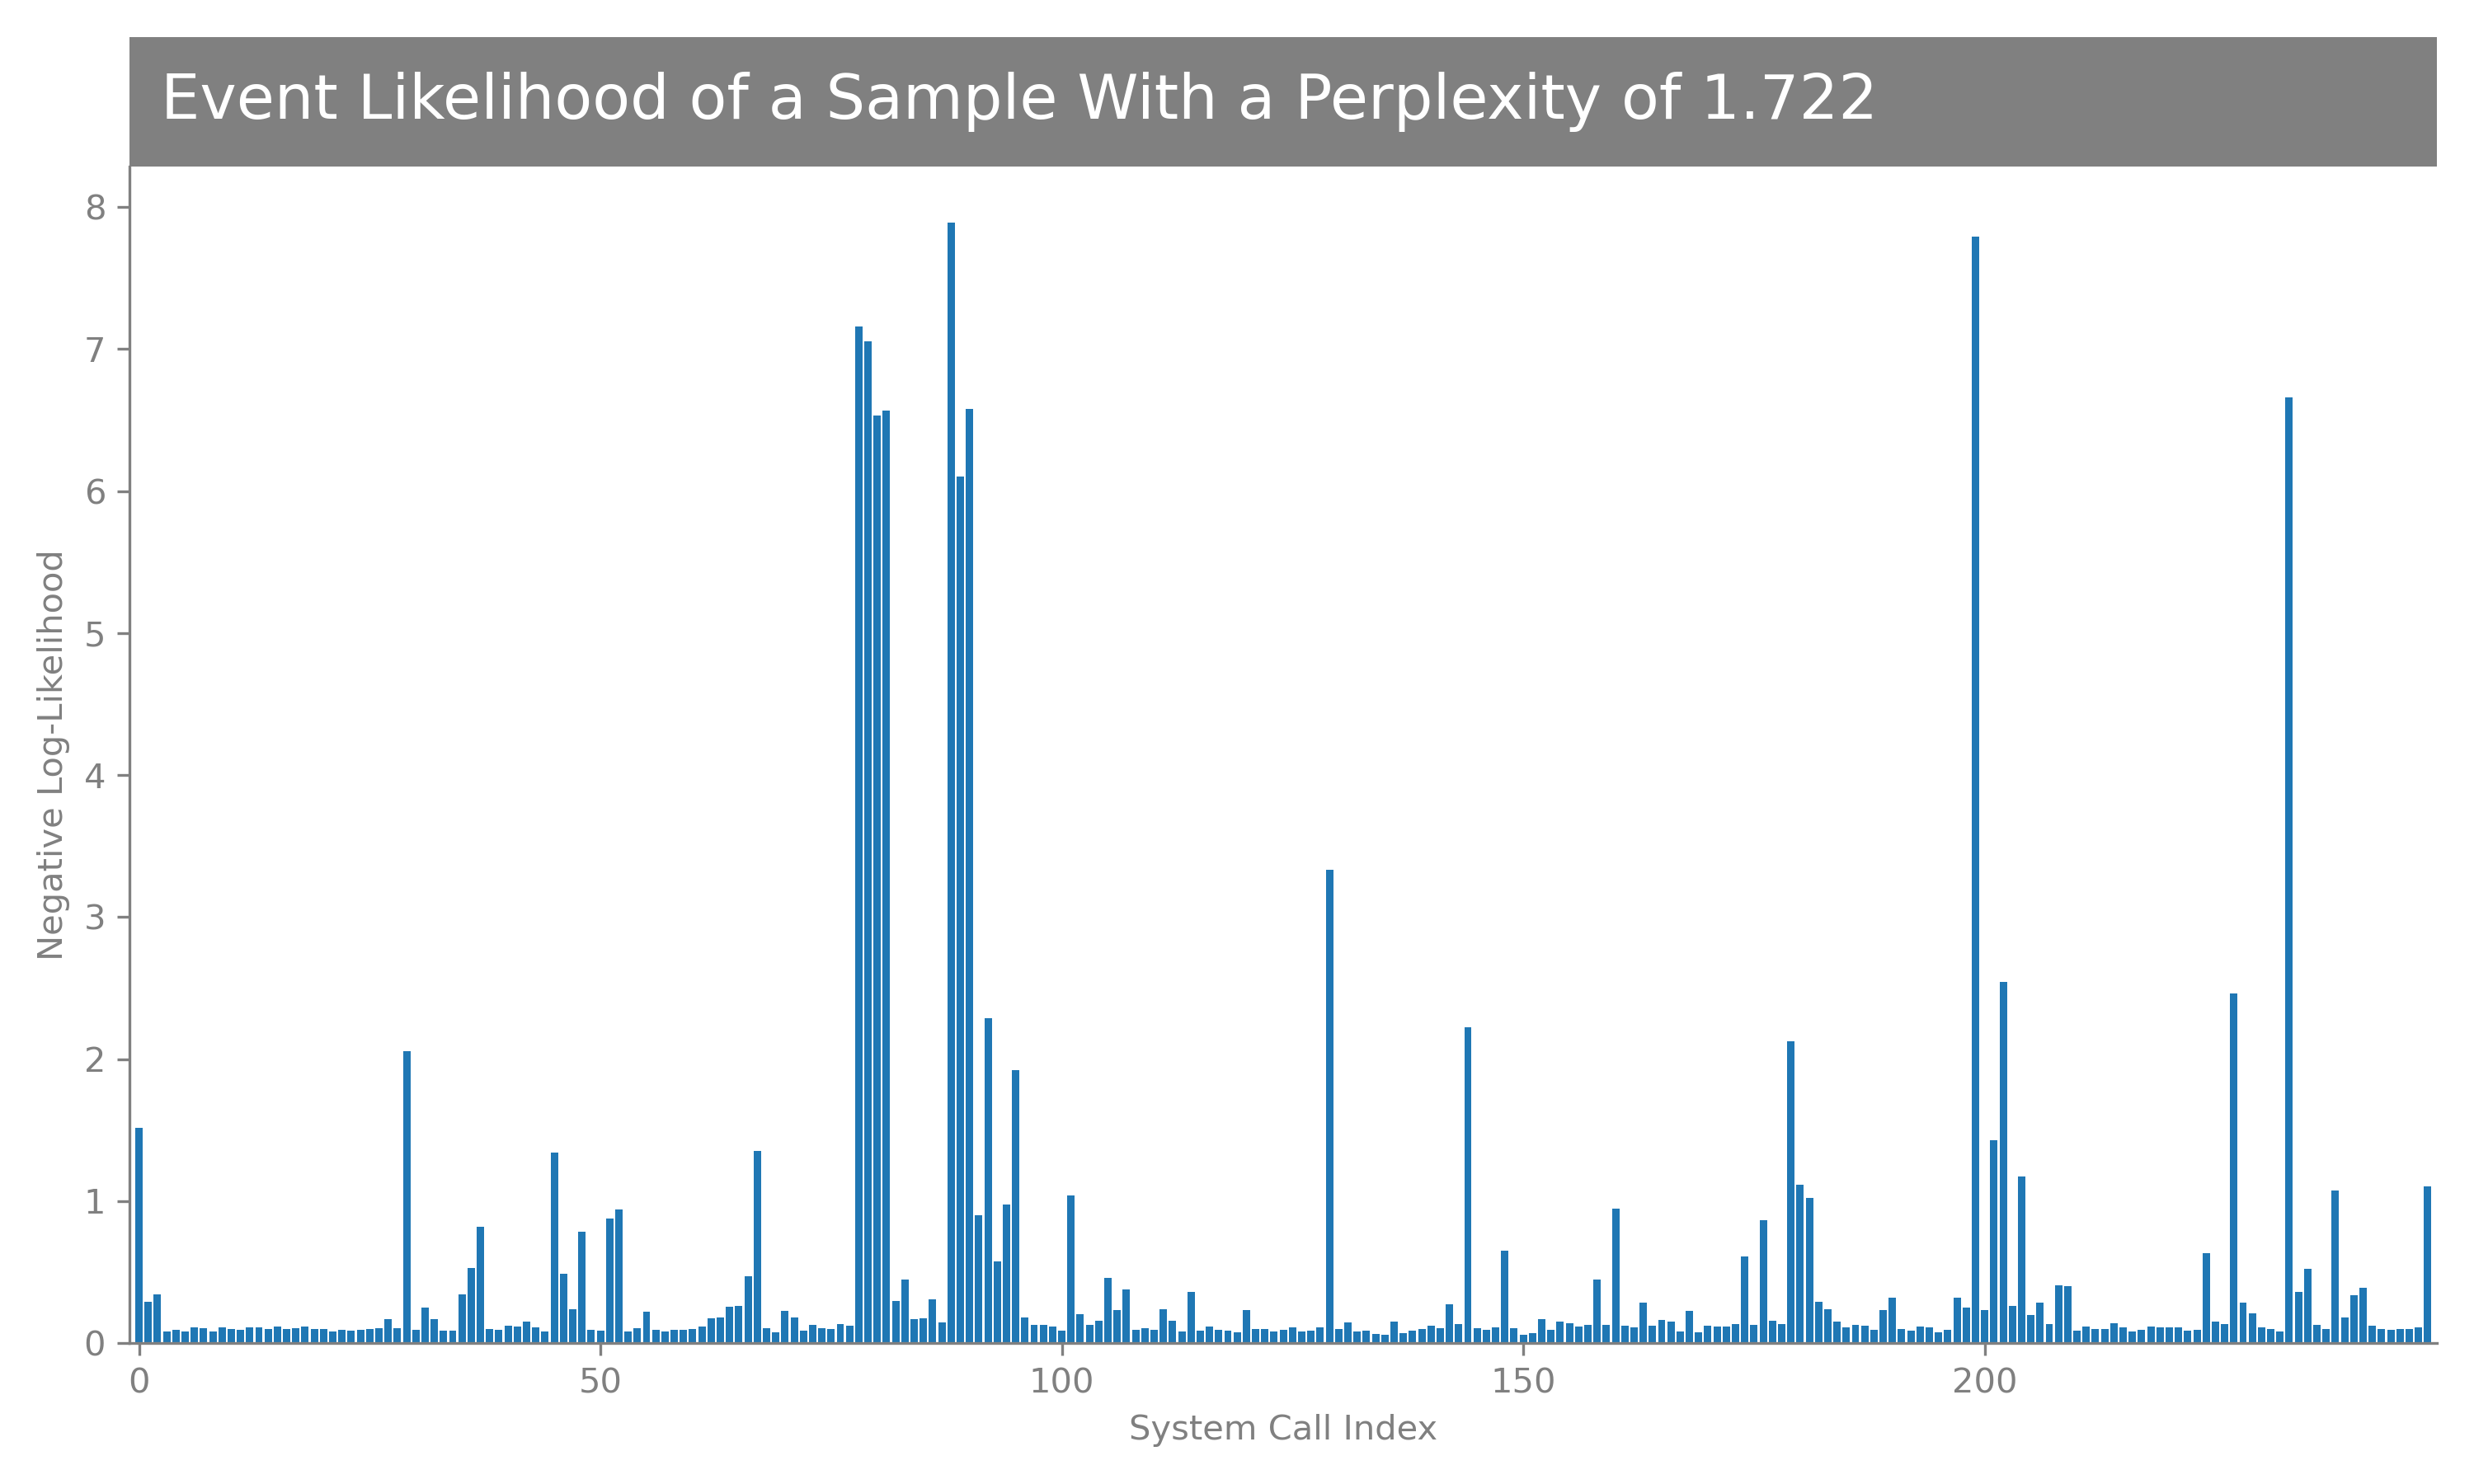 Event Likelihood of a Sample With a Perplexity of 1.722
8
7
6
5
4
3
2
1
0
Negative Log-Likelihood
0 50 100 150 200
System Call Index